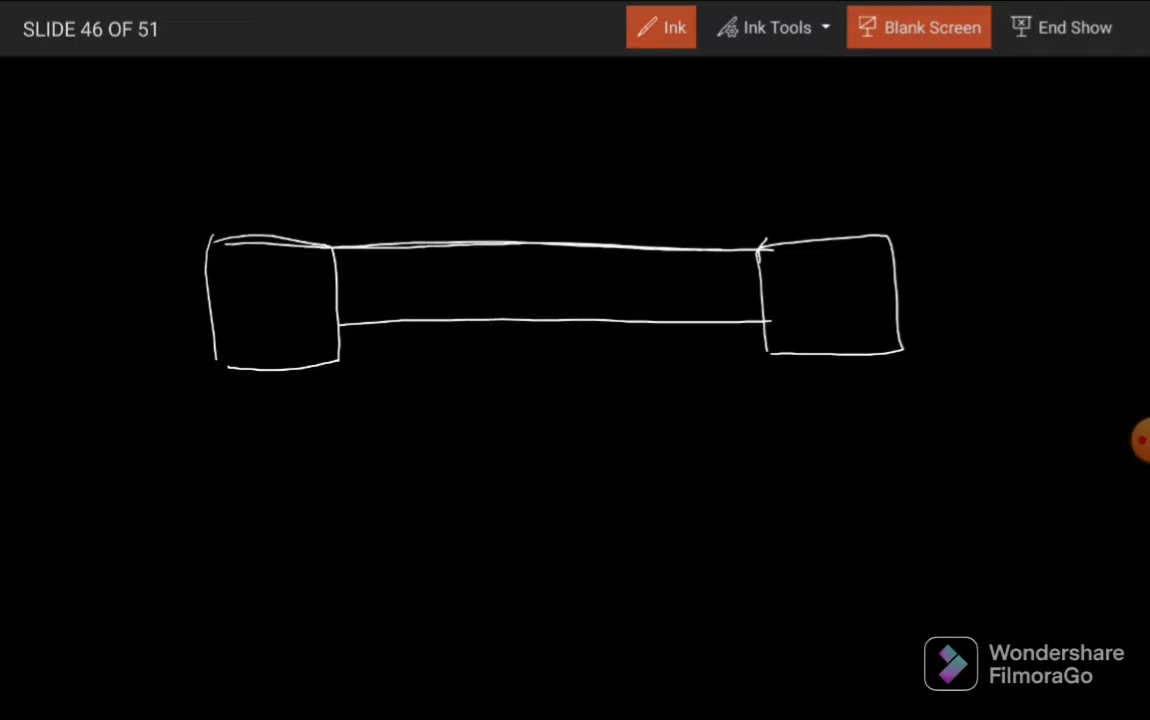 SLIDE 46 OF 51
Ink
Ink Tools
Blank Screen
End Show
Wondershare
FilmoraGo